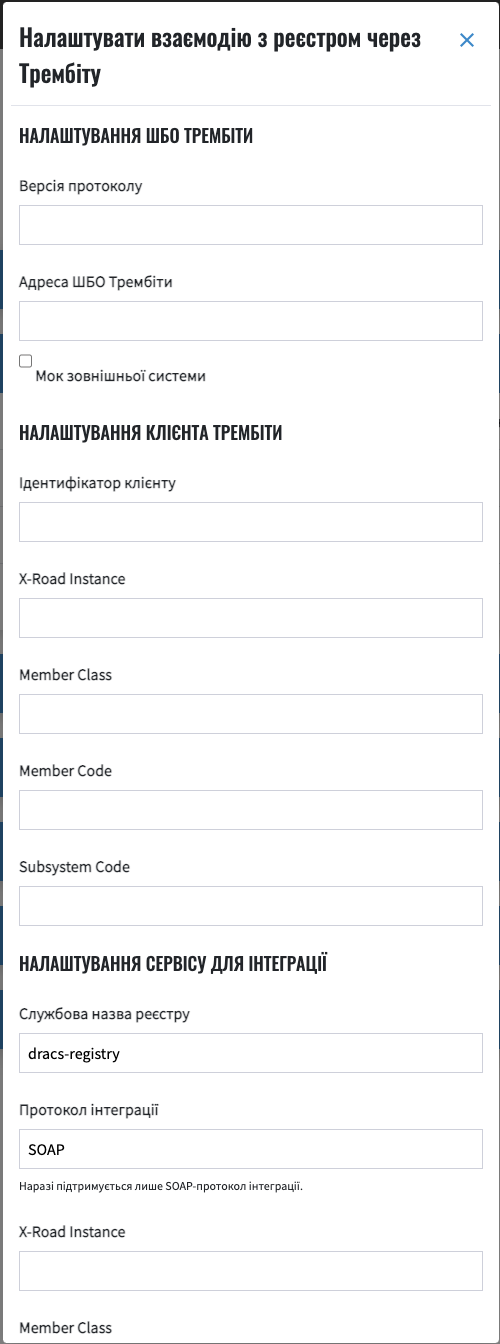 Налаштувати взаємодію з реєстром через
Трембіту
НАЛАШТУВАННЯ ШБО ТРЕМБІТИ
Версія протоколу
Адреса ШБО Трембіти
Мок зовнішньої системи
НАЛАШТУВАННЯ КЛІЄНТА ТРЕМБІТИ
Ідентифікатор клієнту
X-Road Instance
Member Class
Member Code
Subsystem Code
НАЛАШТУВАННЯ СЕРВІСУ ДЛЯ ІНТЕГРАЦІЇ
Службова назва реєстру
dracs-registry
Протокол інтеграції
SOAP
Наразі підтримується лише SOAP-протокол інтеграції.
X-Road Instance
Member Class